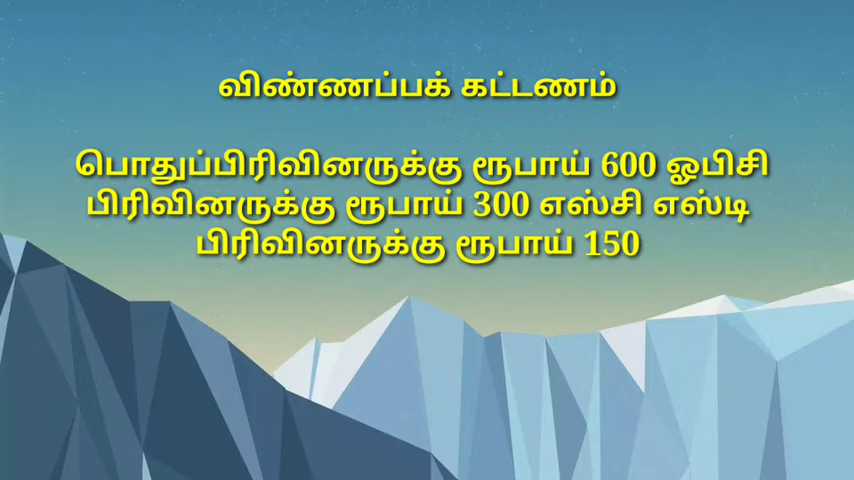 விண்ணப்பக் கட்டணம்
பொதுப்பிரிவினருக்கு ரூபாய் 600 ஓபிசி
பிரிவினருக்கு ரூபாய் 300 எஸ்சி எஸ்டி
பிரிவினருக்கு ரூபாய் 150